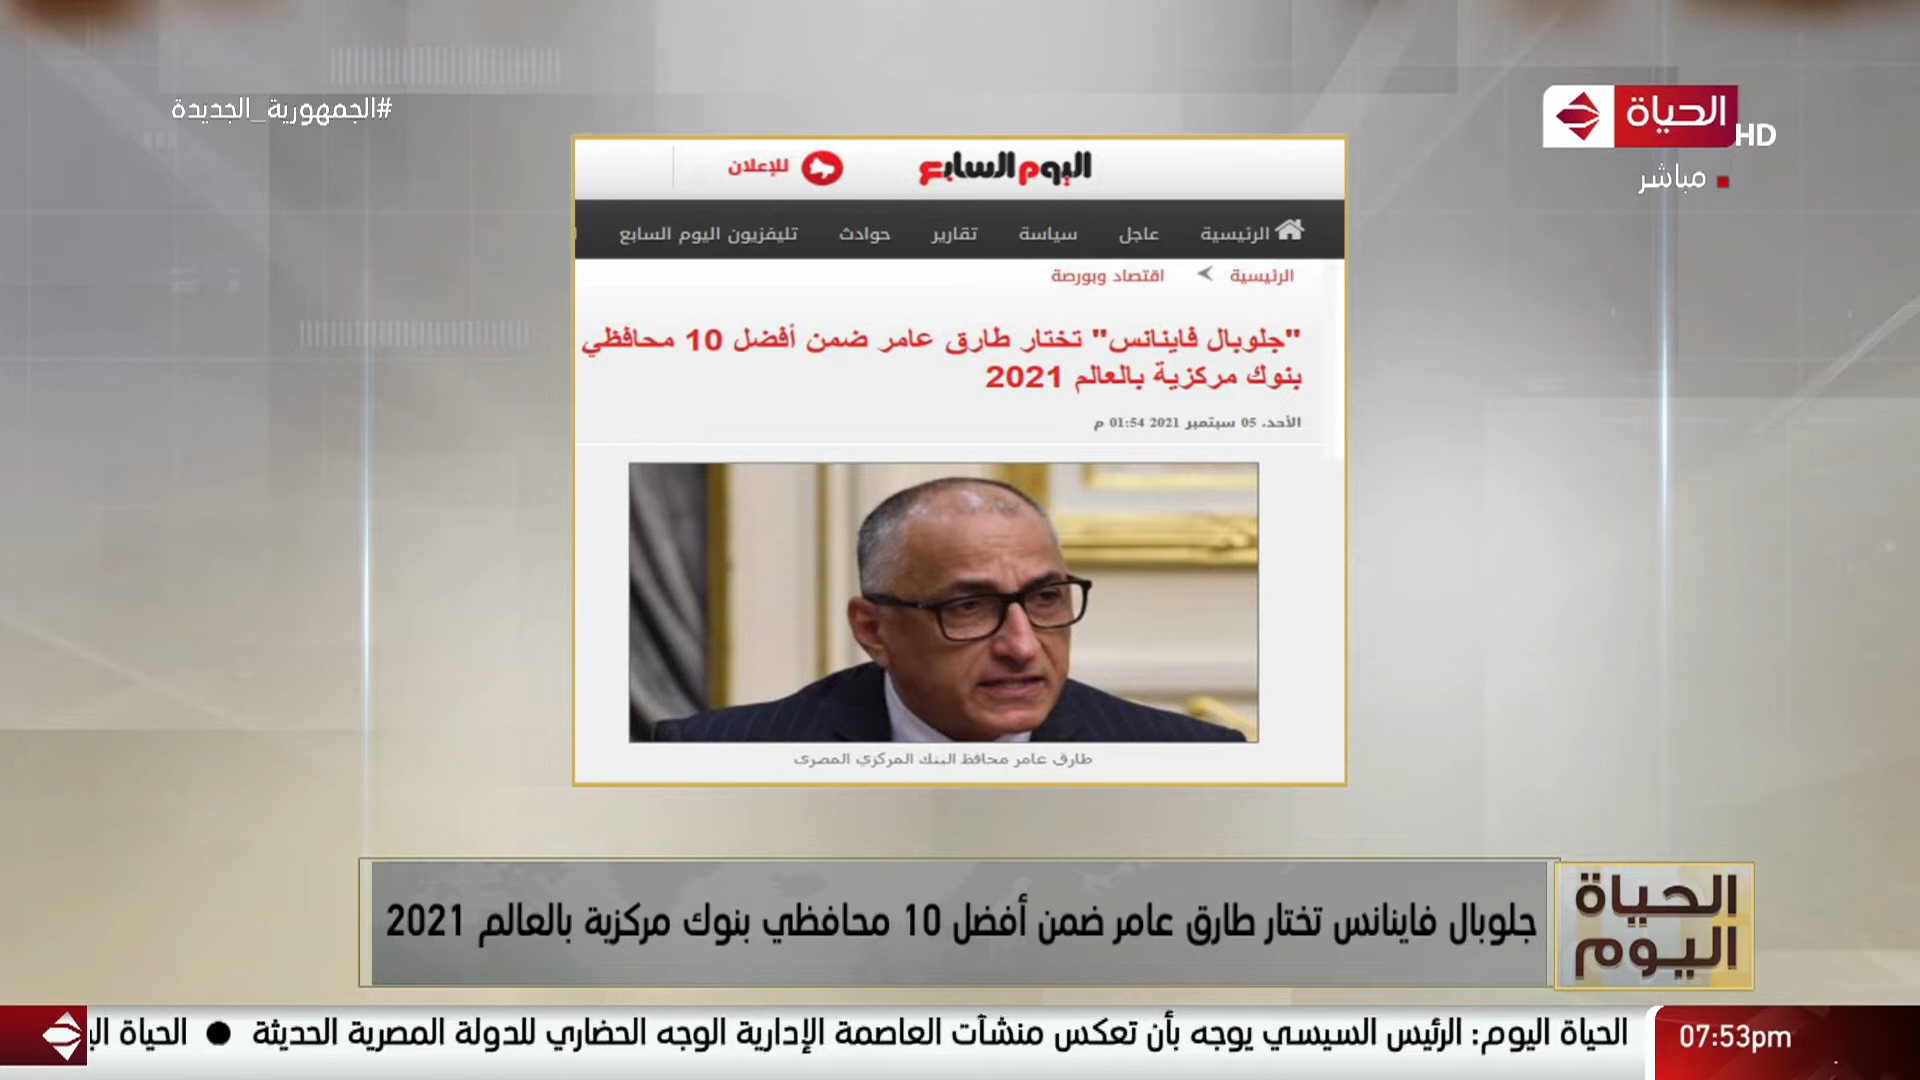 #الجمهورية_الجديدة
الحياة
HD
مباشر
اليوم السابع
للإعلان
الرئيسية عاجل سياسة تقارير حوادث تليفزيون اليوم السابع
الرئيسية اقتصاد وبورصة
"جلوبال فاينانس" تختار طارق عامر ضمن أفضل 10 محافظي
بنوك مركزية بالعالم 2021
الأحد، 05 سبتمبر 2021 01:54 م
طارق عامر محافظ البنك المركزي المصرى
الحياة
اليوم
جلوبال فاينانس تختار طارق عامر ضمن أفضل 10 محافظي بنوك مركزية بالعالم 2021
07:53pm
الحياة اليوم: الرئيس السيسي يوجه بأن تعكس منشآت العاصمة الإدارية الوجه الحضاري للدولة المصرية الحديثة ● الحياة